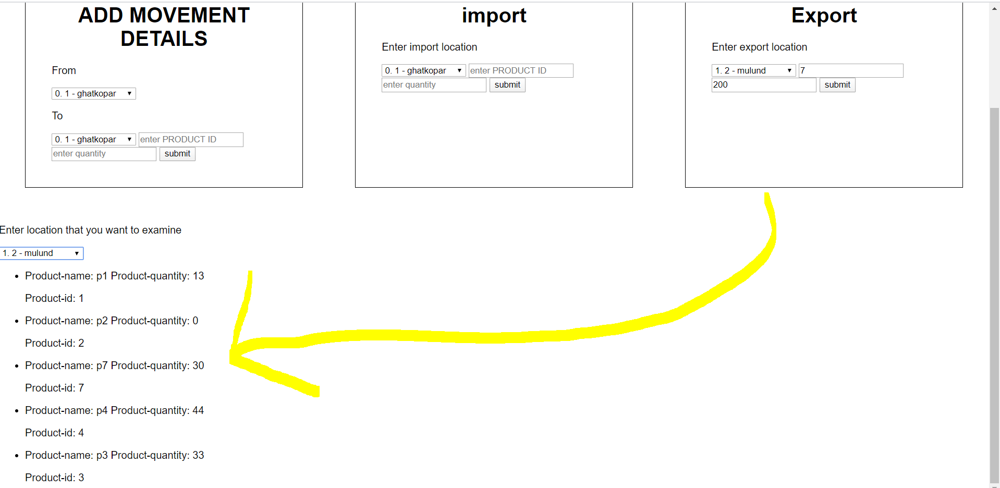 ADD MOVEMENT
DETAILS
From
0. 1 - ghatkopar
To
0. 1 - ghatkopar enter PRODUCT ID
enter quantity submit
import
Enter import location
0. 1 - ghatkopar enter PRODUCT ID
enter quantity submit
Export
Enter export location
1. 2 - mulund 7
200 submit
Enter location that you want to examine
1. 2 - mulund
• Product-name: p1 Product-quantity: 13
Product-id: 1
• Product-name: p2 Product-quantity: 0
Product-id: 2
• Product-name: p7 Product-quantity: 30
Product-id: 7
• Product-name: p4 Product-quantity: 44
Product-id: 4
• Product-name: p3 Product-quantity: 33
Product-id: 3